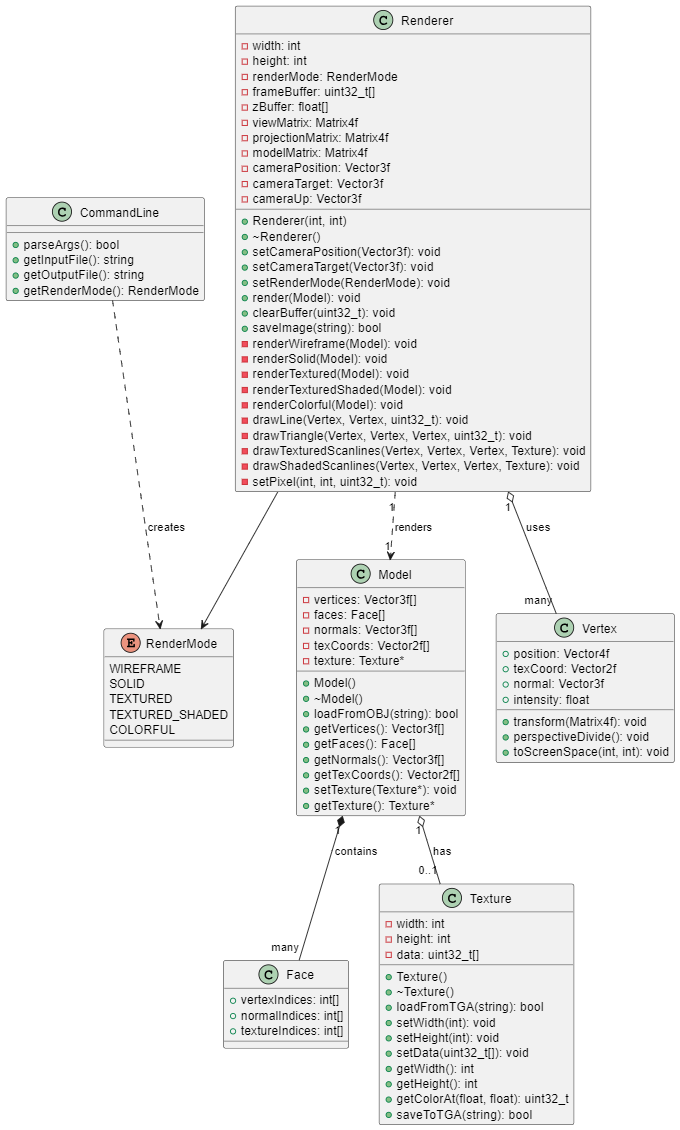 C Renderer
width: int
height: int
renderMode: RenderMode
frameBuffer: uint32_t[]
zBuffer: float[]
viewMatrix: Matrix4f
projectionMatrix: Matrix4f
modelMatrix: Matrix4f
cameraPosition: Vector3f
cameraTarget: Vector3f
cameraUp: Vector3f
Renderer(int, int)
~Renderer()
setCameraPosition(Vector3f): void
setCameraTarget(Vector3f): void
setRenderMode(RenderMode): void
render(Model): void
clearBuffer(uint32_t): void
saveImage(string): bool
renderWireframe(Model): void
renderSolid(Model): void
renderTextured(Model): void
renderTexturedShaded(Model): void
renderColorful(Model): void
drawLine(Vertex, Vertex, uint32_t): void
drawTriangle(Vertex, Vertex, Vertex, uint32_t): void
drawTexturedScanlines(Vertex, Vertex, Vertex, Texture): void
drawShadedScanlines(Vertex, Vertex, Vertex, Texture): void
setPixel(int, int, uint32_t): void
C CommandLine
parseArgs(): bool
getInputFile(): string
getOutputFile(): string
getRenderMode(): RenderMode
creates
1
renders
1
1
uses
many
E RenderMode
WIREFRAME
SOLID
TEXTURED
TEXTURED_SHADED
COLORFUL
C Model
vertices: Vector3f[]
faces: Face[]
normals: Vector3f[]
texCoords: Vector2f[]
texture: Texture*
Model()
~Model()
loadFromOBJ(string): bool
getVertices(): Vector3f[]
getFaces(): Face[]
getNormals(): Vector3f[]
getTexCoords(): Vector2f[]
setTexture(Texture*): void
getTexture(): Texture*
C Vertex
position: Vector4f
texCoord: Vector2f
normal: Vector3f
intensity: float
transform(Matrix4f): void
perspectiveDivide(): void
toScreenSpace(int, int): void
1
contains
many
1
has
0..1
C Face
vertexIndices: int[]
normalIndices: int[]
textureIndices: int[]
C Texture
width: int
height: int
data: uint32_t[]
Texture()
~Texture()
loadFromTGA(string): bool
setWidth(int): void
setHeight(int): void
setData(uint32_t[]): void
getWidth(): int
getHeight(): int
getColorAt(float, float): uint32_t
saveToTGA(string): bool